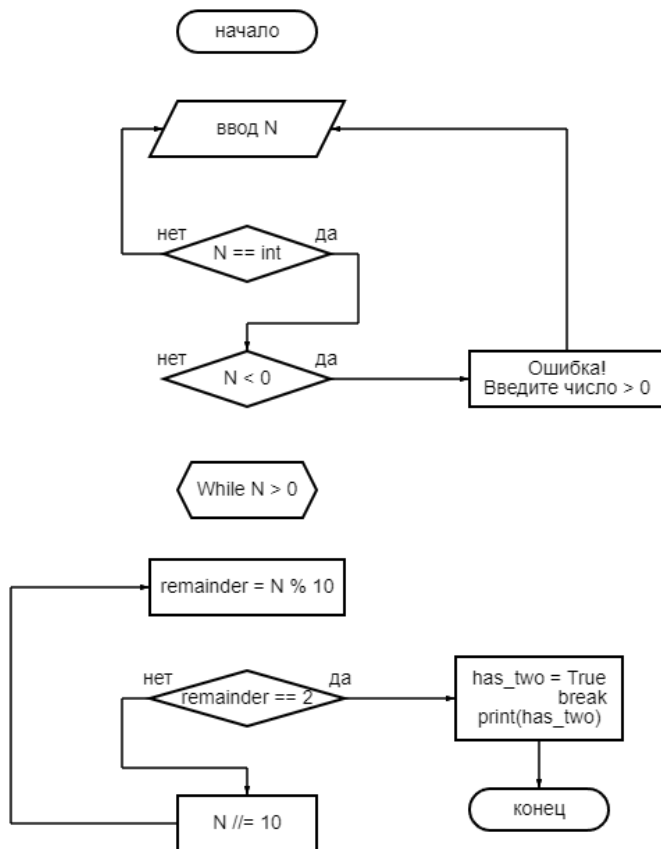 начало
ввод N
нет
да
N == int
нет
да
N < 0
Ошибка!
Введите число > 0
While N > 0
remainder = N % 10
нет
да
remainder == 2
has_two = True
break
print(has_two)
N //= 10
конец